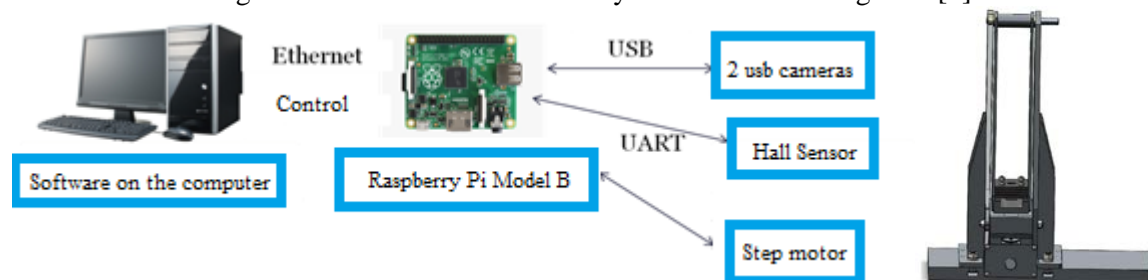 Ethernet
Control
USB
UART
2 usb cameras
Hall Sensor
Step motor
Software on the computer
Raspberry Pi Model B